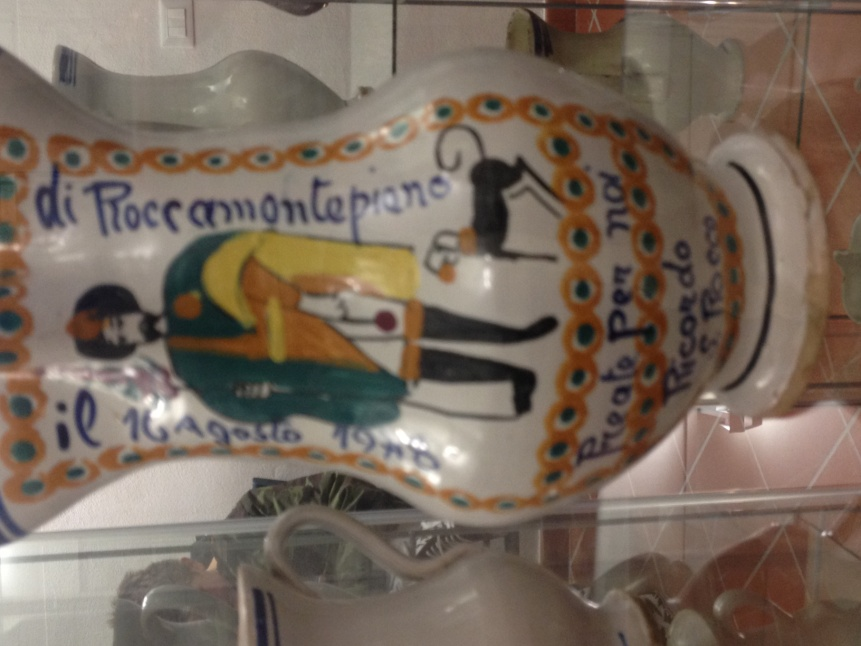 il 16 Agosto
di Roccamontepiano
Pregate per noi
Ricordo
S. Rocco